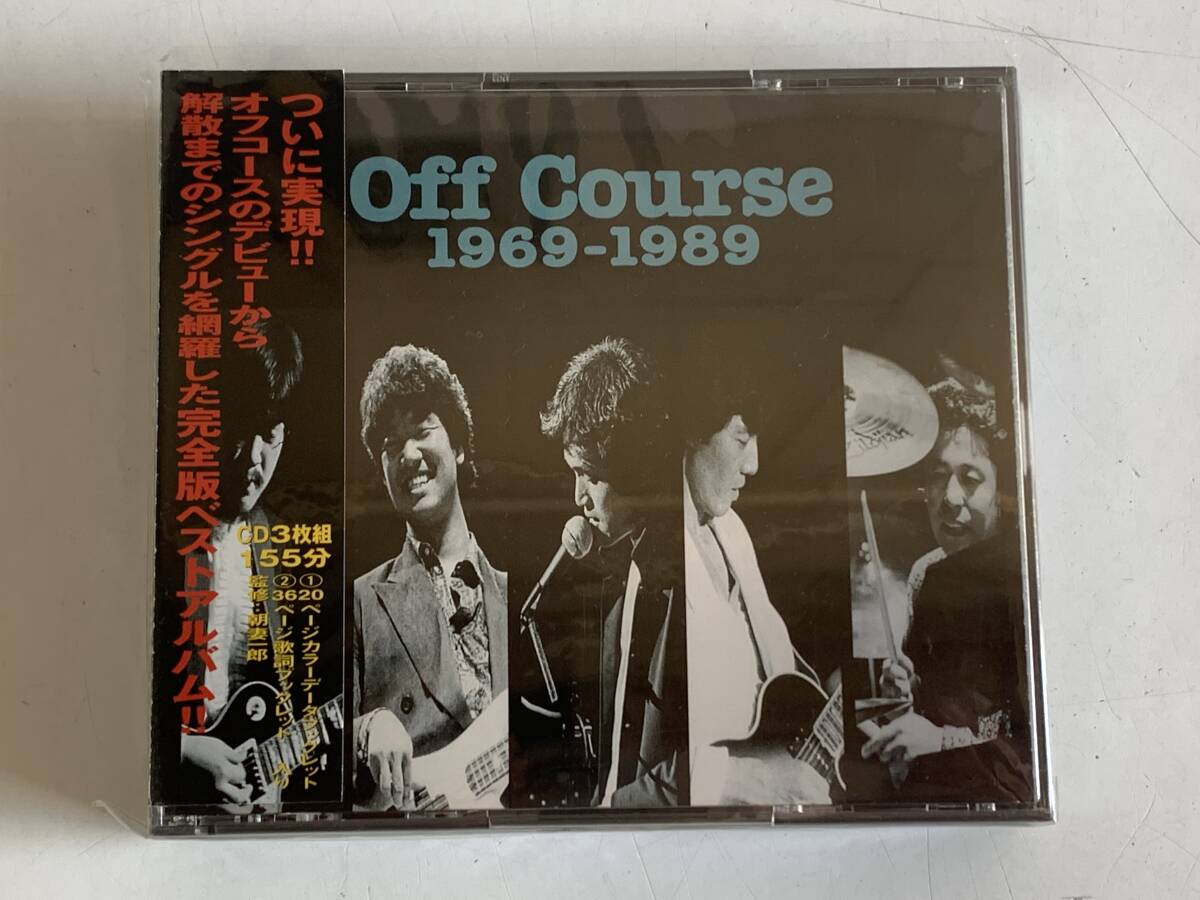 ついに実現!!
オフコースのデビューから
解散までのシングルを網羅した完全版ベストアルバム!!
CD3枚組
155分
①20ページカラーデータブックレット
②36ページ歌詞ブックレット 入り
監修:朝妻一郎
Off Course
1969-1989